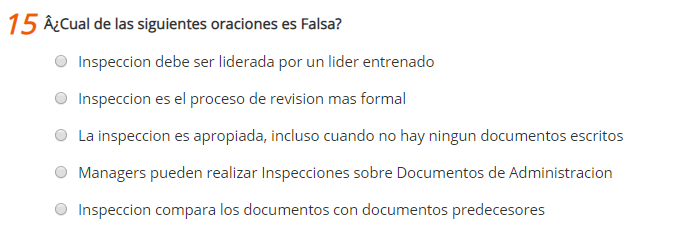 15 Â¿Cual de las siguientes oraciones es Falsa?
Inspeccion debe ser liderada por un lider entrenado
Inspeccion es el proceso de revision mas formal
La inspeccion es apropiada, incluso cuando no hay ningun documentos escritos
Managers pueden realizar Inspecciones sobre Documentos de Administracion
Inspeccion compara los documentos con documentos predecesores